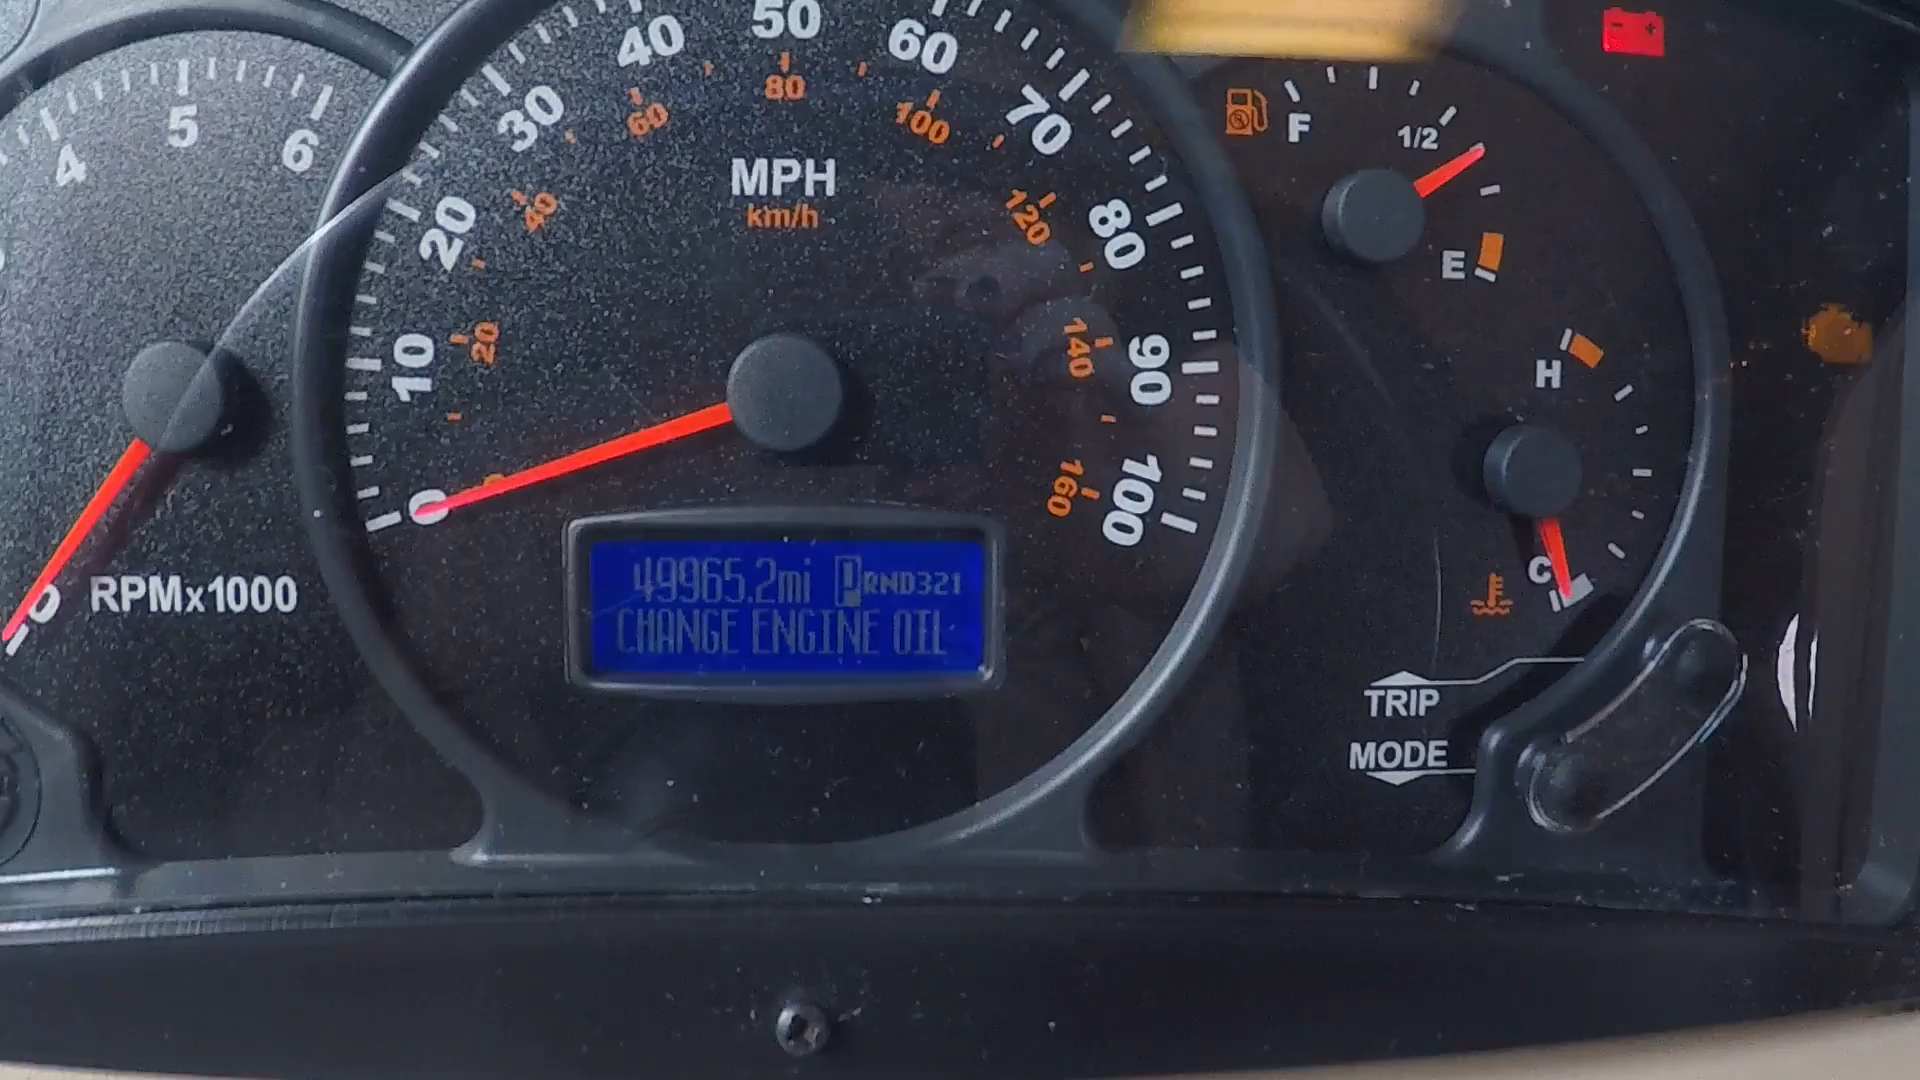 4 5 6
0
RPMx1000
0 10 20 30 40 50 60 70 80 90 100
20 40 60 80 100 120 140 160
MPH
km/h
49965.2mi PRND321
CHANGE ENGINE OIL
F 1/2 E
H
C
TRIP
MODE